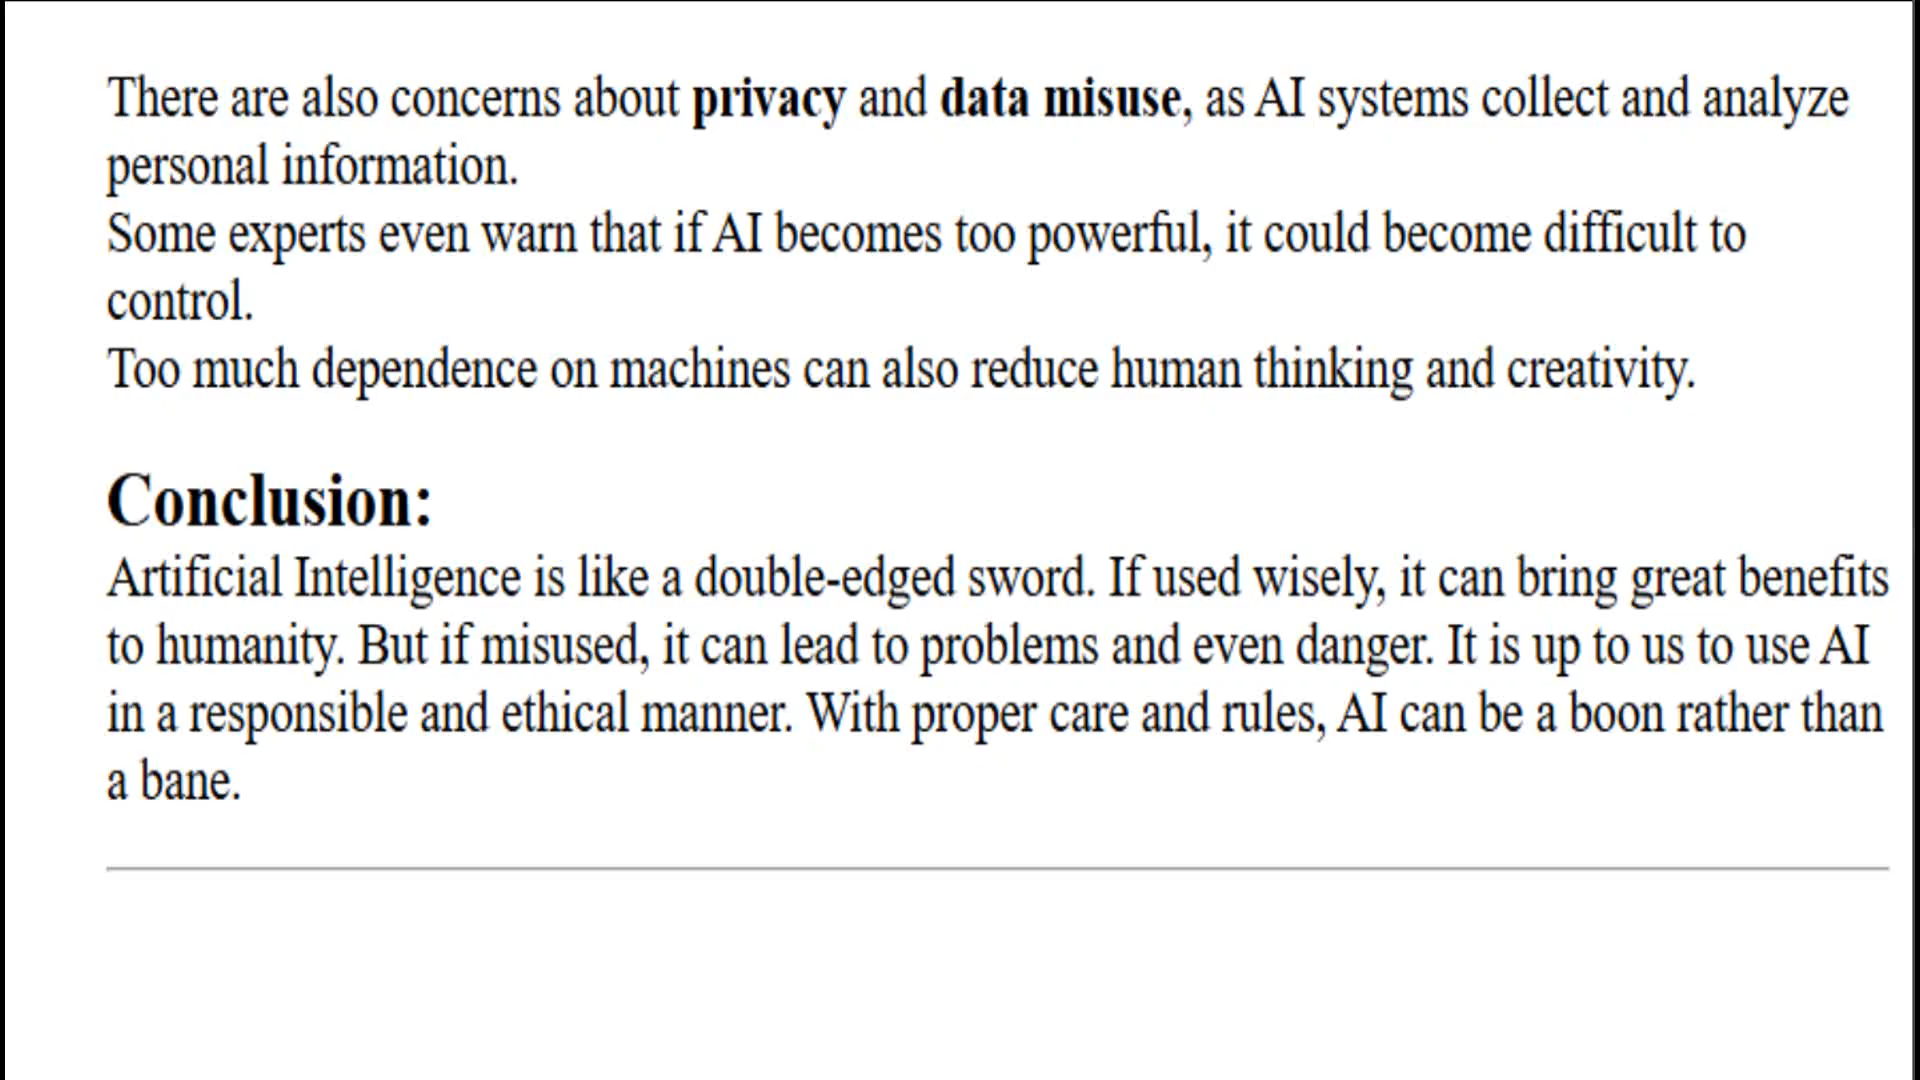 There are also concerns about privacy and data misuse, as AI systems collect and analyze
personal information.
Some experts even warn that if AI becomes too powerful, it could become difficult to
control.
Too much dependence on machines can also reduce human thinking and creativity.
Conclusion:
Artificial Intelligence is like a double-edged sword. If used wisely, it can bring great benefits
to humanity. But if misused, it can lead to problems and even danger. It is up to us to use AI
in a responsible and ethical manner. With proper care and rules, AI can be a boon rather than
a bane.